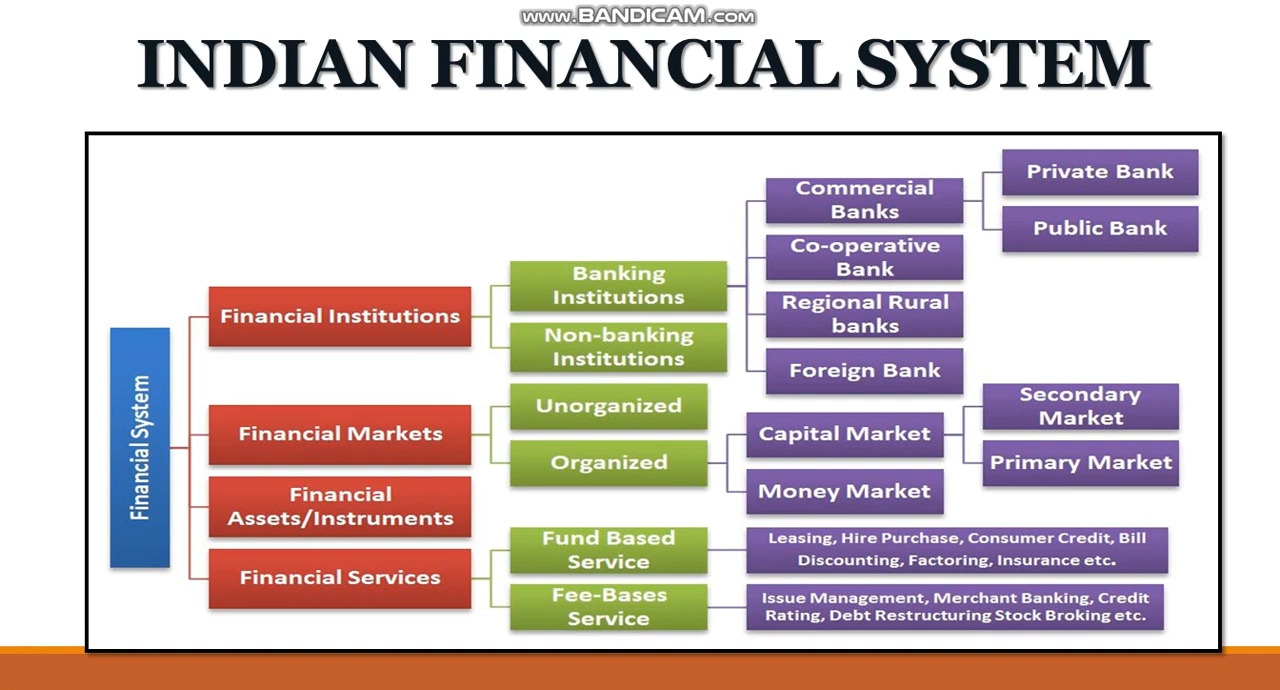 www.BANDICAM.com
INDIAN FINANCIAL SYSTEM
Financial System
Financial Institutions
Banking
Institutions
Commercial
Banks
Private Bank
Public Bank
Co-operative
Bank
Regional Rural
banks
Foreign Bank
Non-banking
Institutions
Financial Markets
Unorganized
Organized
Capital Market
Secondary
Market
Primary Market
Money Market
Financial
Assets/Instruments
Financial Services
Fund Based
Service
Leasing, Hire Purchase, Consumer Credit, Bill
Discounting, Factoring, Insurance etc.
Fee-Bases
Service
Issue Management, Merchant Banking, Credit
Rating, Debt Restructuring Stock Broking etc.